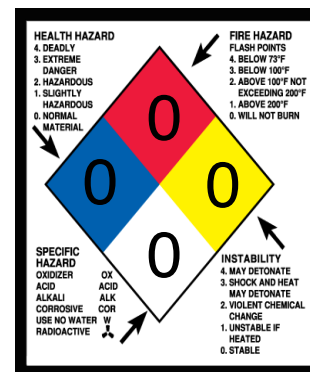 HEALTH HAZARD
4. DEADLY
3. EXTREME
DANGER
2. HAZARDOUS
1. SLIGHTLY
HAZARDOUS
0. NORMAL
MATERIAL
FIRE HAZARD
FLASH POINTS
4. BELOW 73°F
3. BELOW 100°F
2. ABOVE 100°F NOT
EXCEEDING 200°F
1. ABOVE 200°F
0. WILL NOT BURN
0
0
0
0
SPECIFIC
HAZARD
OXIDIZER OX
ACID ACID
ALKALI ALK
CORROSIVE COR
USE NO WATER W
RADIOACTIVE
INSTABILITY
4. MAY DETONATE
3. SHOCK AND HEAT
MAY DETONATE
2. VIOLENT CHEMICAL
CHANGE
1. UNSTABLE IF
HEATED
0. STABLE